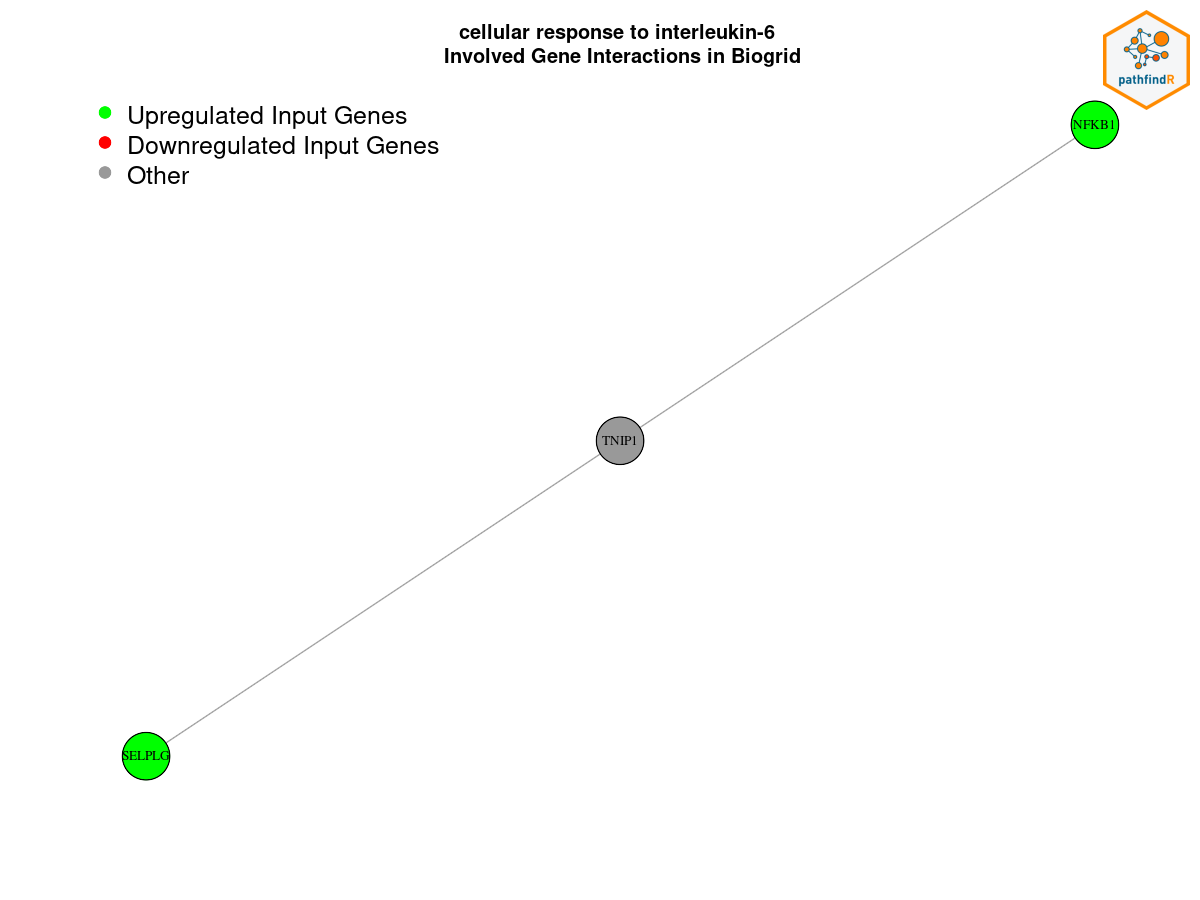 cellular response to interleukin-6
Involved Gene Interactions in Biogrid
pathfindR
Upregulated Input Genes
Downregulated Input Genes
Other
NFKB1
TNIP1
SELPLG